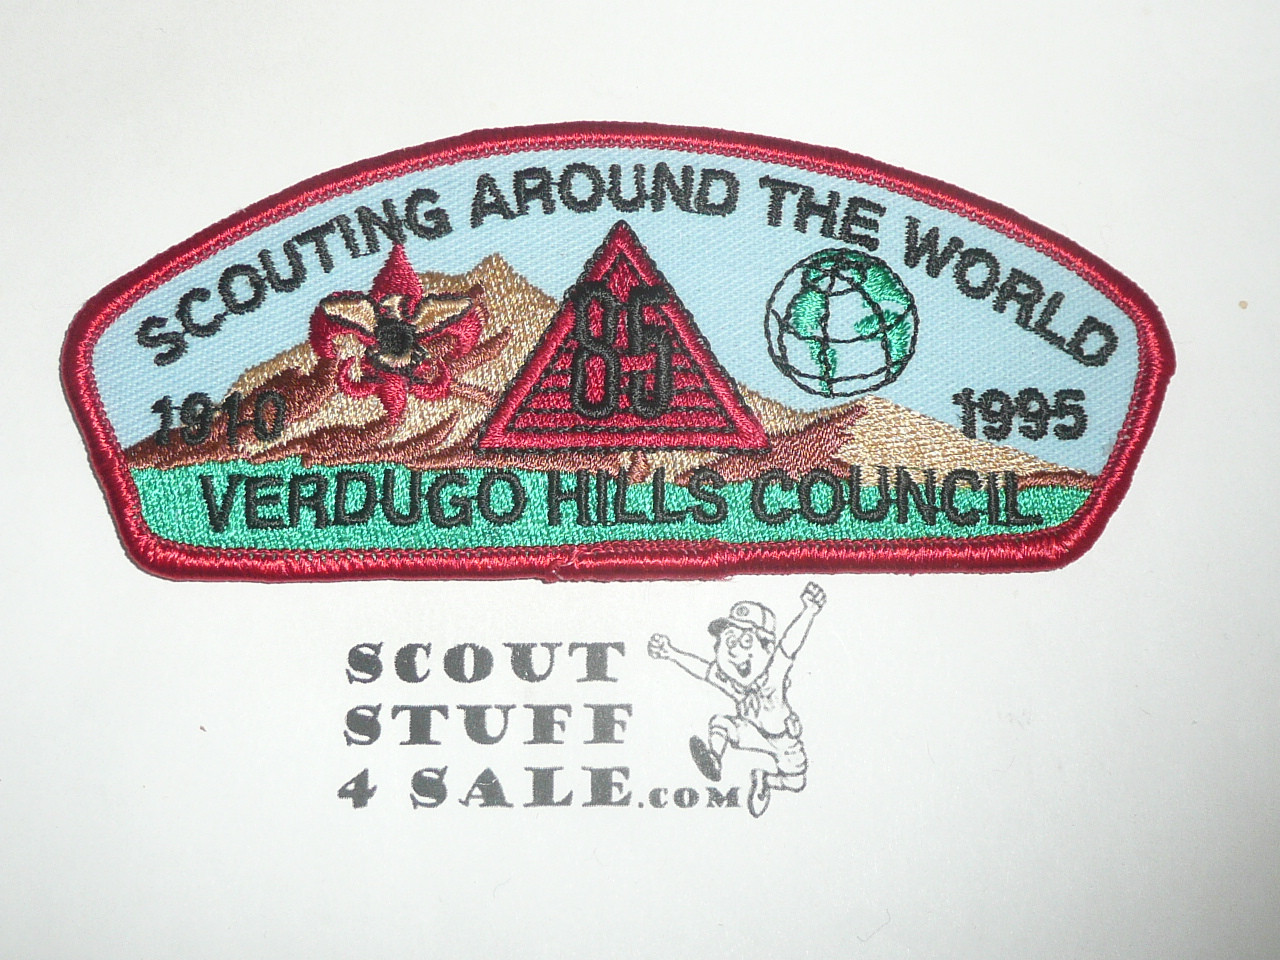 SCOUTING AROUND THE WORLD
85
1910
1995
VERDUGO HILLS COUNCIL
SCOUT
STUFF
4 SALE.COM